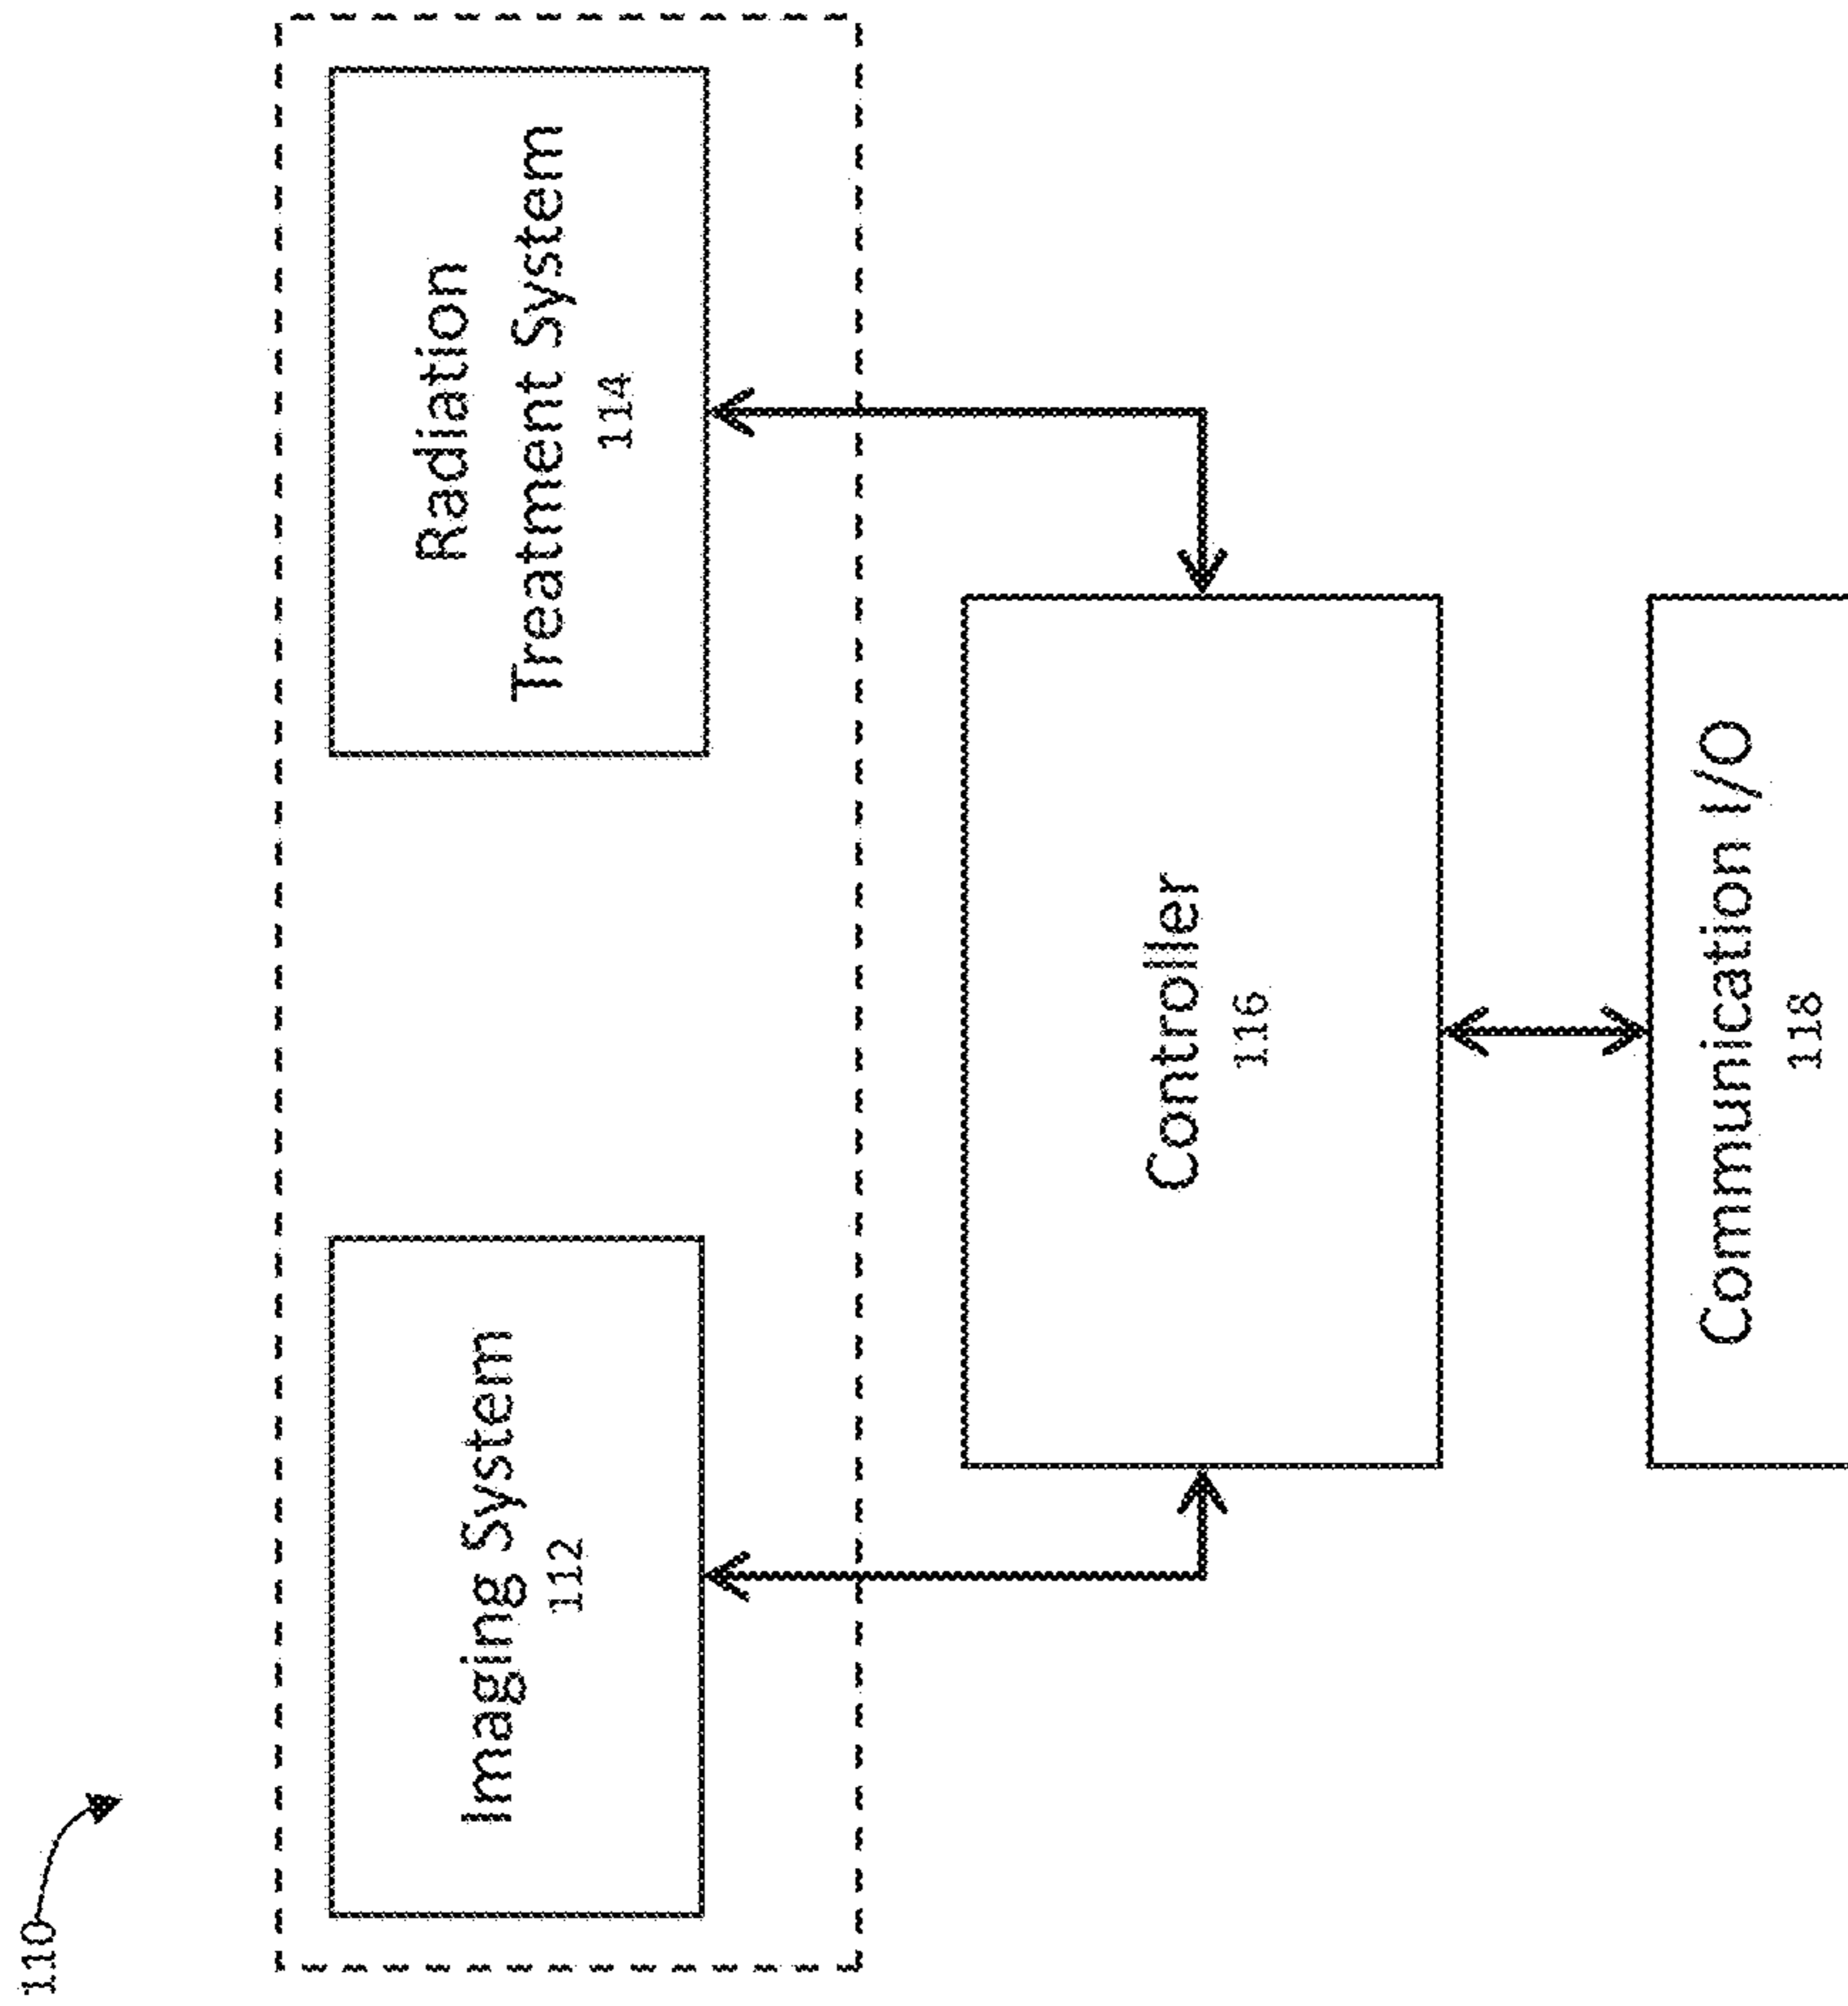 110
Imaging System
112
Radiation
Treatment System
114
Controller
116
Communication I/O
118